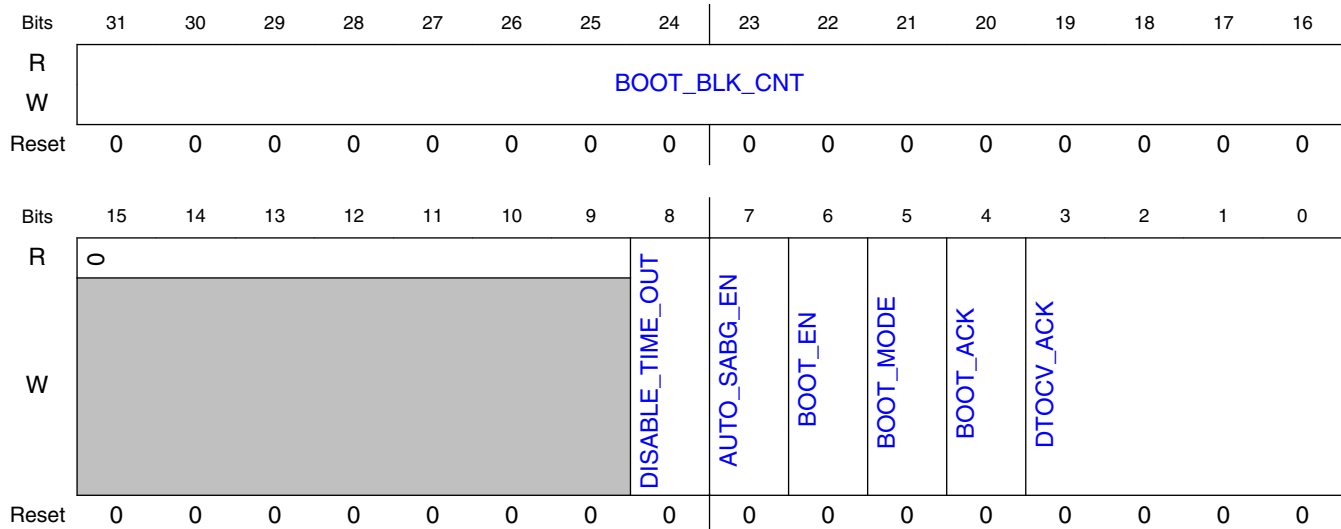 Bits 31 30 29 28 27 26 25 24 23 22 21 20 19 18 17 16
R
BOOT_BLK_CNT
W
Reset 0 0 0 0 0 0 0 0 0 0 0 0 0 0 0 0
Bits 15 14 13 12 11 10 9 8 7 6 5 4 3 2 1 0
R 0
W
DISABLE_TIME_OUT
AUTO_SABG_EN
BOOT_EN
BOOT_MODE
BOOT_ACK
DTOCV_ACK
Reset 0 0 0 0 0 0 0 0 0 0 0 0 0 0 0 0